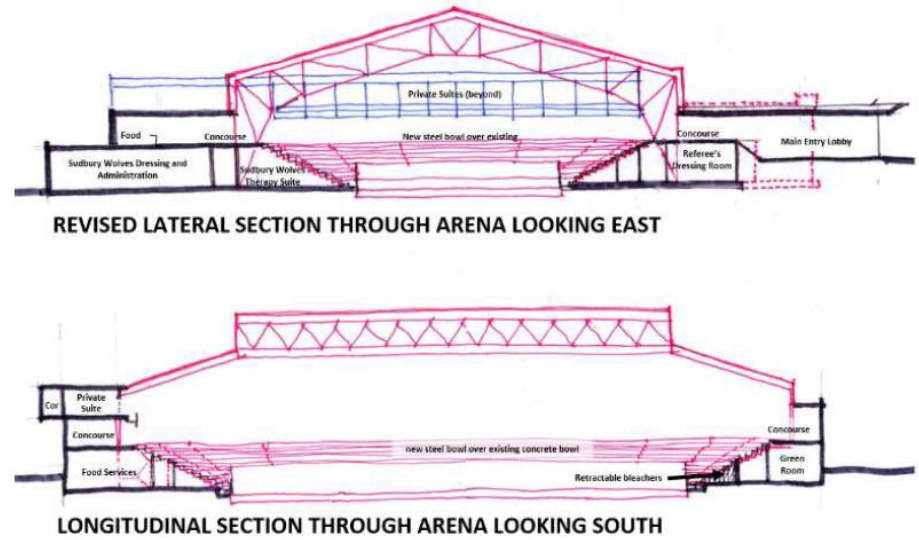 Private Suites (beyond)
Food
Concourse
New steel bowl over existing
Concourse
Main Entry Lobby
Sudbury Wolves Dressing and
Administration
Sudbury Wolves
Therapy Suite
Referee's
Dressing Room
REVISED LATERAL SECTION THROUGH ARENA LOOKING EAST
Cor
Private
Suite
Concourse
Concourse
new steel bowl over existing concrete bowl
Food Services
Retractable bleachers
Green
Room
LONGITUDINAL SECTION THROUGH ARENA LOOKING SOUTH